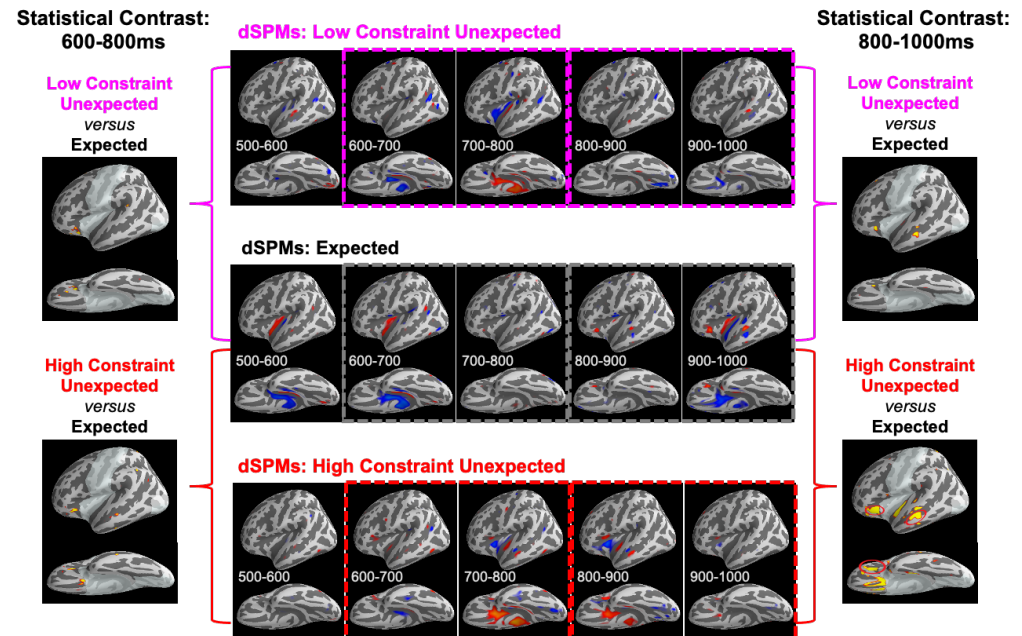 Statistical Contrast:
600-800ms
Low Constraint
Unexpected
versus
Expected
High Constraint
Unexpected
versus
Expected
dSPMs: Low Constraint Unexpected
500-600
600-700
700-800
800-900
900-1000
dSPMs: Expected
500-600
600-700
700-800
800-900
900-1000
dSPMs: High Constraint Unexpected
500-600
600-700
700-800
800-900
900-1000
Statistical Contrast:
800-1000ms
Low Constraint
Unexpected
versus
Expected
High Constraint
Unexpected
versus
Expected